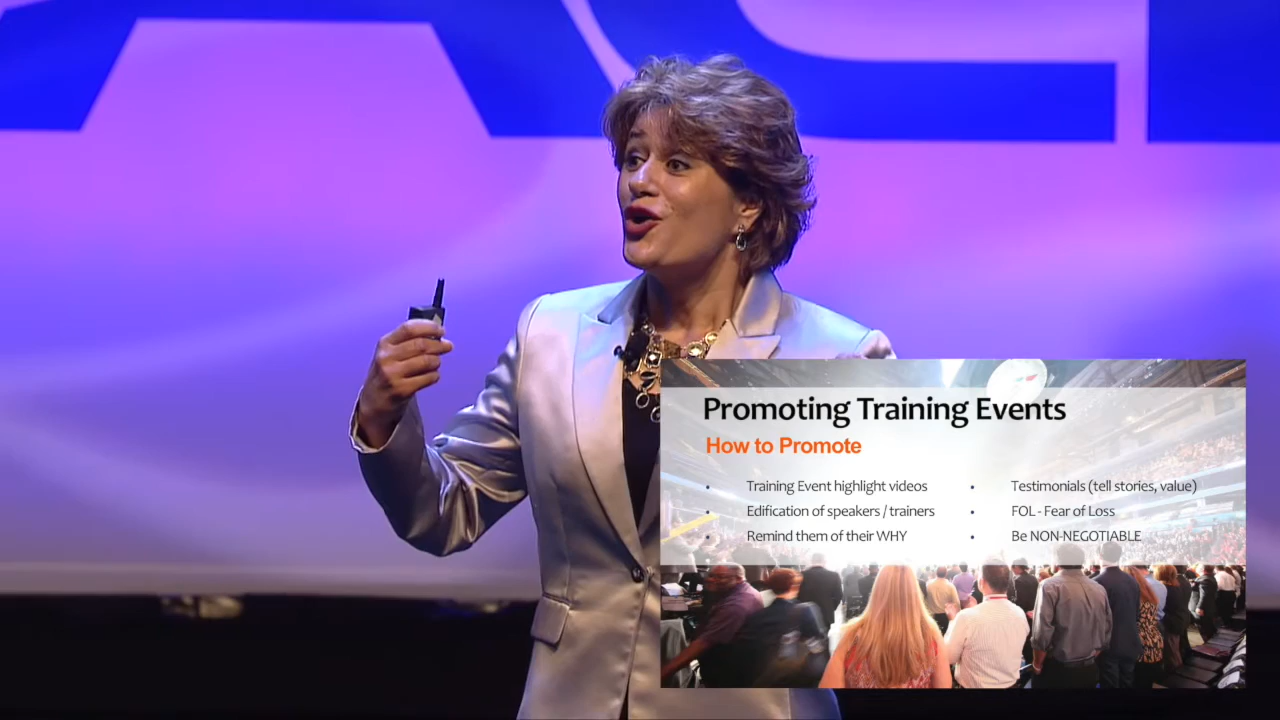 Promoting Training Events
How to Promote
• Training Event highlight videos
• Edification of speakers / trainers
• Remind them of their WHY
• Testimonials (tell stories, value)
• FOL - Fear of Loss
• Be NON-NEGOTIABLE